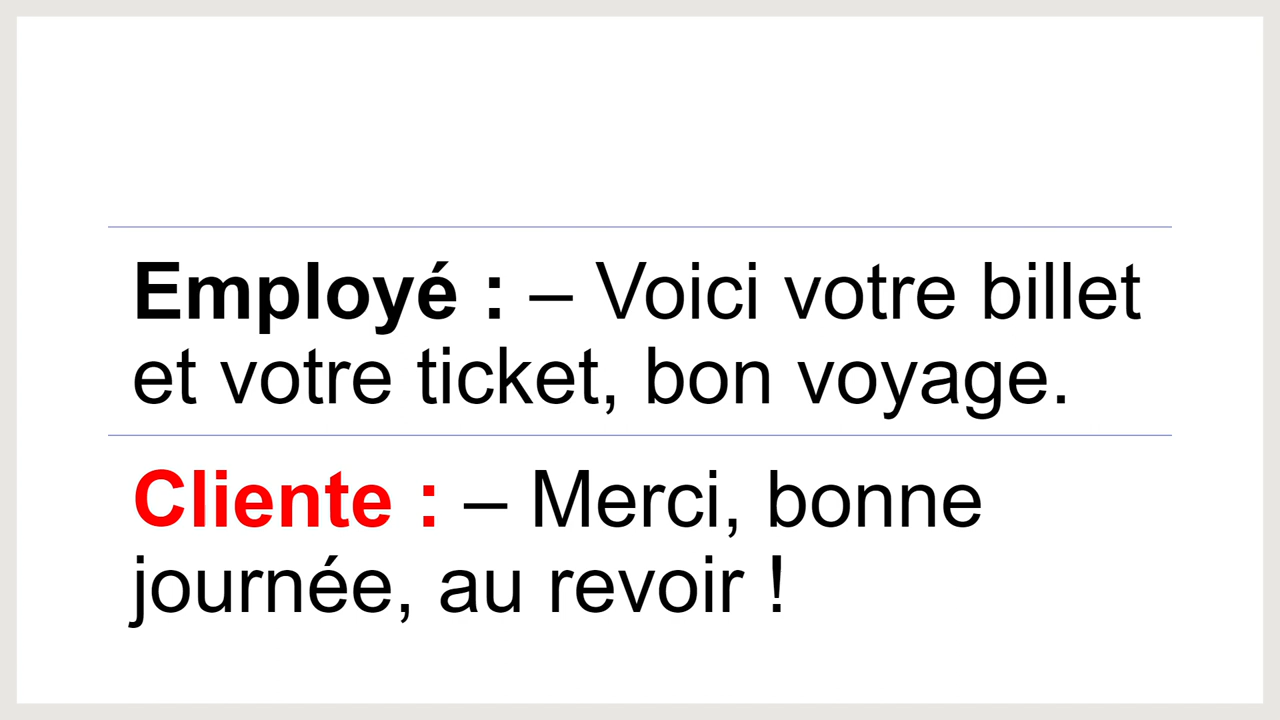 Employé : – Voici votre billet
et votre ticket, bon voyage.
Cliente : – Merci, bonne
journée, au revoir !